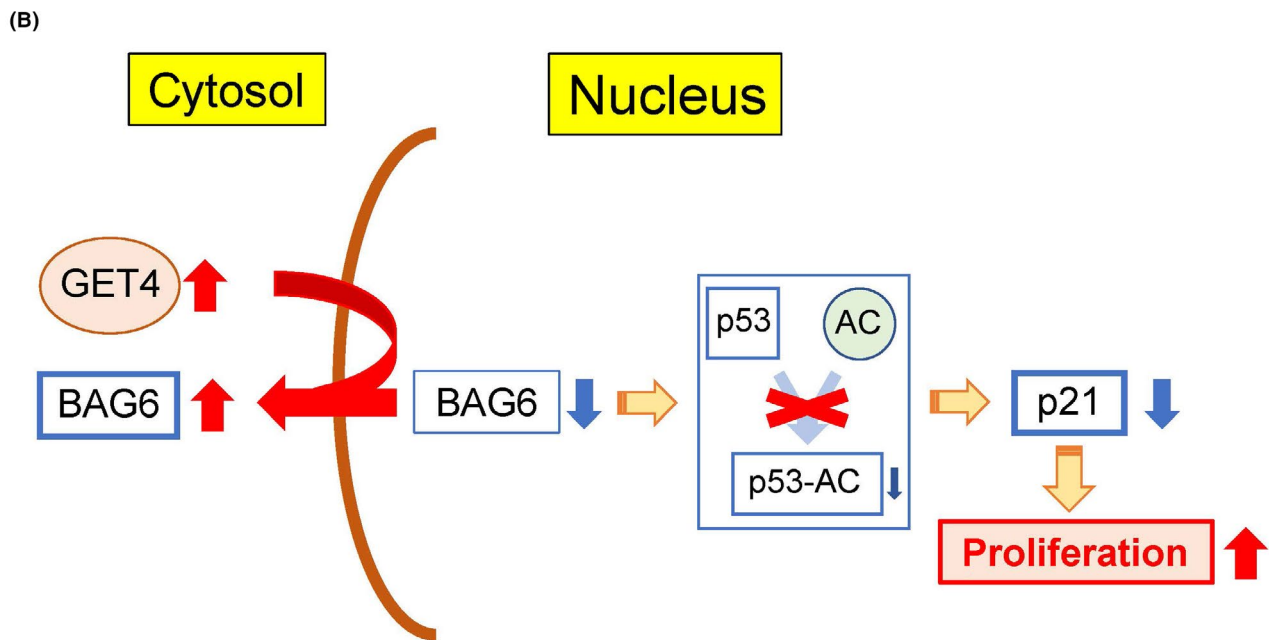 (B)
Cytosol
Nucleus
GET4
BAG6
BAG6
p53
AC
p53-AC
p21
Proliferation